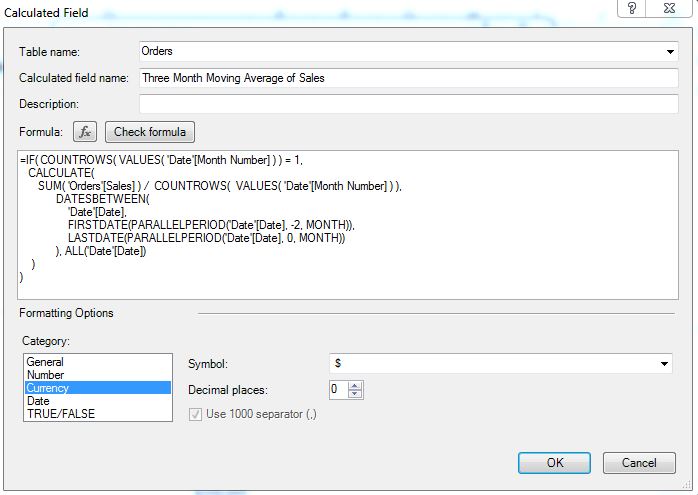 Calculated Field
?
Table name: Orders
Calculated field name: Three Month Moving Average of Sales
Description:
Formula: fx Check formula
=IF( COUNTROWS( VALUES( 'Date'[Month Number] ) ) = 1,
CALCULATE(
SUM( 'Orders'[Sales] ) / COUNTROWS( VALUES( 'Date'[Month Number] ) ),
DATESBETWEEN(
'Date'[Date],
FIRSTDATE(PARALLELPERIOD('Date'[Date], -2, MONTH)),
LASTDATE(PARALLELPERIOD('Date'[Date], 0, MONTH))
), ALL('Date'[Date])
)
)
Formatting Options
Category:
General
Number
Currency
Date
TRUE/FALSE
Symbol: $
Decimal places: 0
Use 1000 separator (,)
OK Cancel